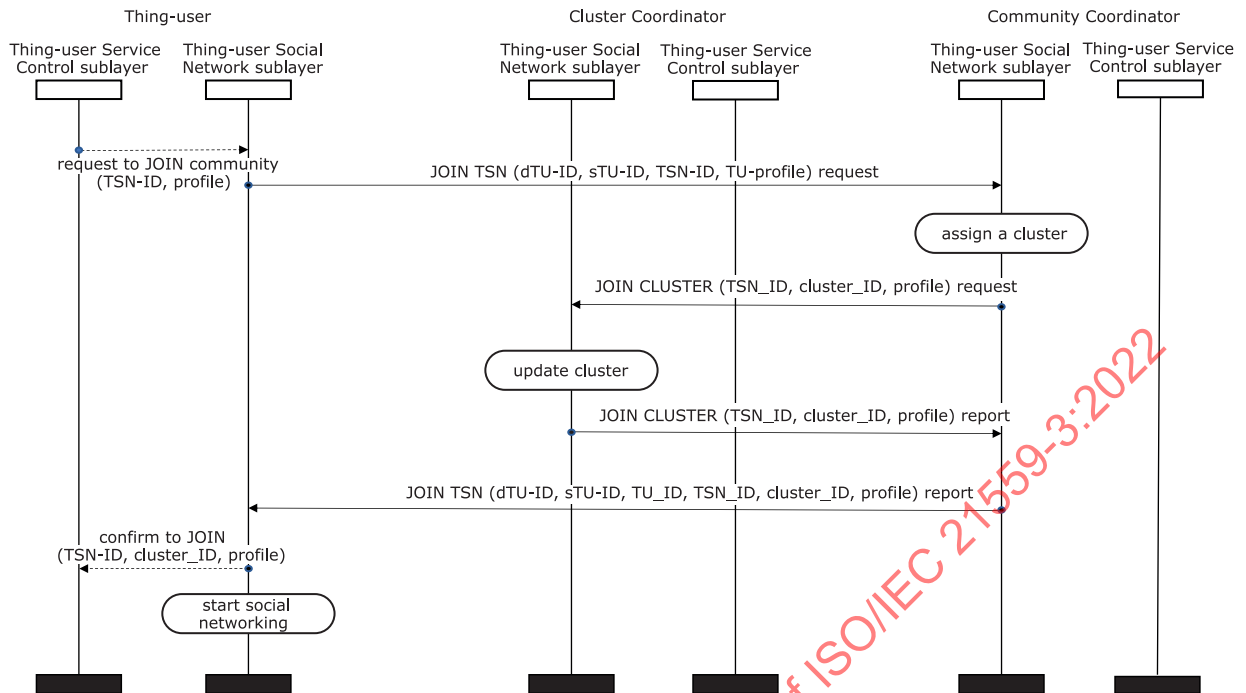 Thing-user
Cluster Coordinator
Community Coordinator
Thing-user Service
Control sublayer
Thing-user Social
Network sublayer
Thing-user Social
Network sublayer
Thing-user Service
Control sublayer
Thing-user Social
Network sublayer
Thing-user Service
Control sublayer
request to JOIN community
(TSN-ID, profile)
JOIN TSN (dTU-ID, sTU-ID, TSN-ID, TU-profile) request
assign a cluster
JOIN CLUSTER (TSN_ID, cluster_ID, profile) request
update cluster
JOIN CLUSTER (TSN_ID, cluster_ID, profile) report
JOIN TSN (dTU-ID, sTU-ID, TU_ID, TSN_ID, cluster_ID, profile) report
confirm to JOIN
(TSN-ID, cluster_ID, profile)
start social
networking
ISO/IEC 21559-3:2022